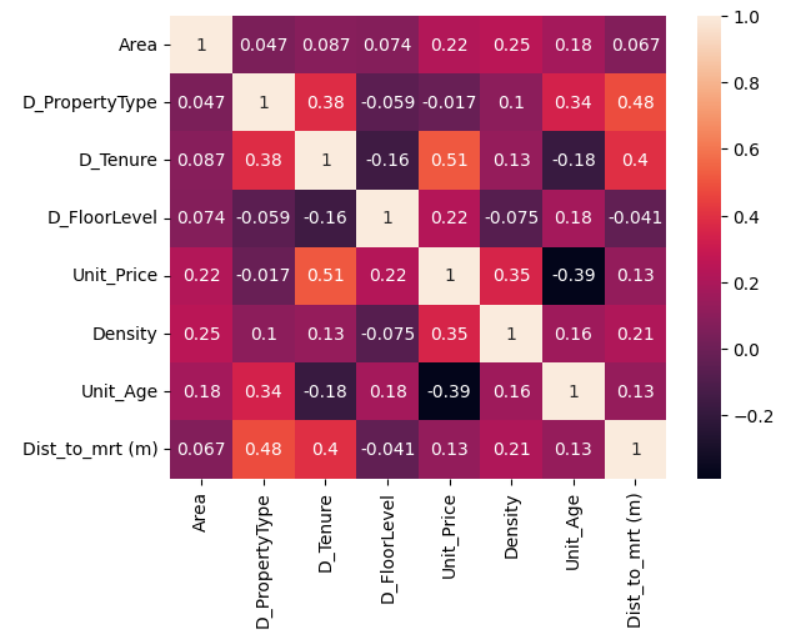 Area 1 0.047 0.087 0.074 0.22 0.25 0.18 0.067
D_PropertyType 0.047 1 0.38 -0.059 -0.017 0.1 0.34 0.48
D_Tenure 0.087 0.38 1 -0.16 0.51 0.13 -0.18 0.4
D_FloorLevel 0.074 -0.059 -0.16 1 0.22 -0.075 0.18 -0.041
Unit_Price 0.22 -0.017 0.51 0.22 1 0.35 -0.39 0.13
Density 0.25 0.1 0.13 -0.075 0.35 1 0.16 0.21
Unit_Age 0.18 0.34 -0.18 0.18 -0.39 0.16 1 0.13
Dist_to_mrt (m) 0.067 0.48 0.4 -0.041 0.13 0.21 0.13 1
Area
D_PropertyType
D_Tenure
D_FloorLevel
Unit_Price
Density
Unit_Age
Dist_to_mrt (m)
1.0
0.8
0.6
0.4
0.2
0.0
−0.2